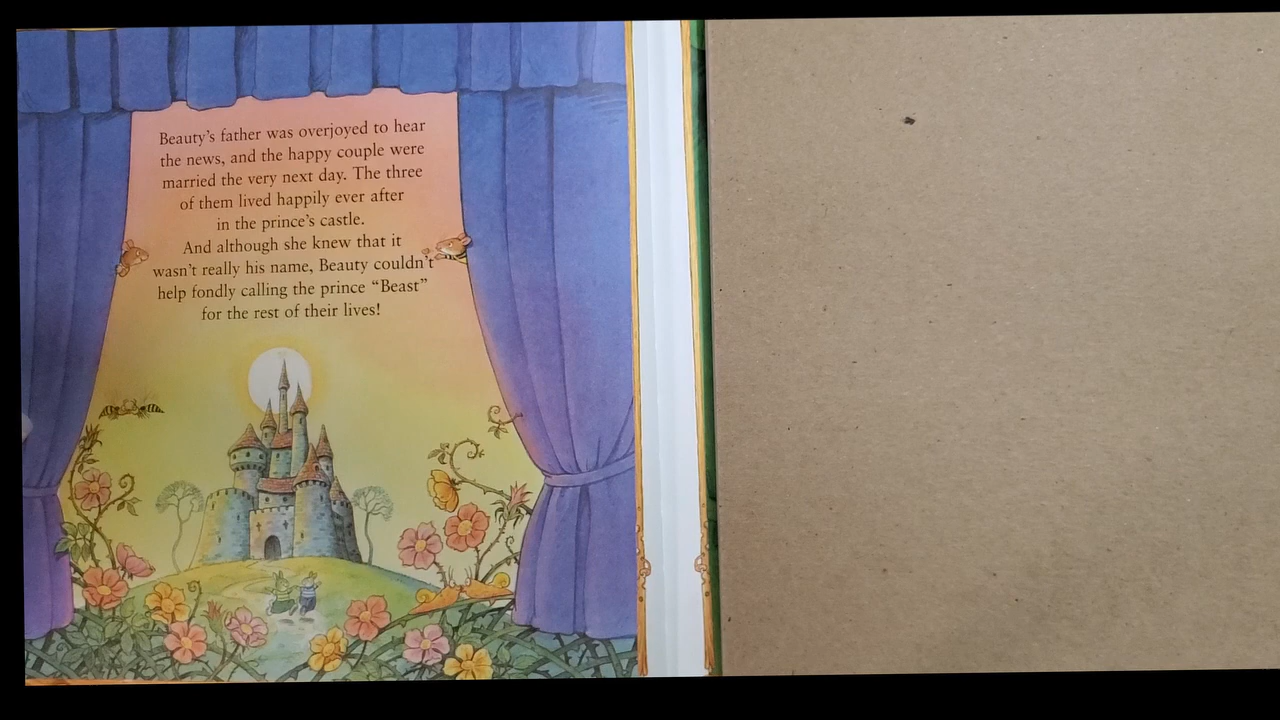 Beauty's father was overjoyed to hear
the news, and the happy couple were
married the very next day. The three
of them lived happily ever after
in the prince's castle.
And although she knew that it
wasn't really his name, Beauty couldn't
help fondly calling the prince “Beast”
for the rest of their lives!